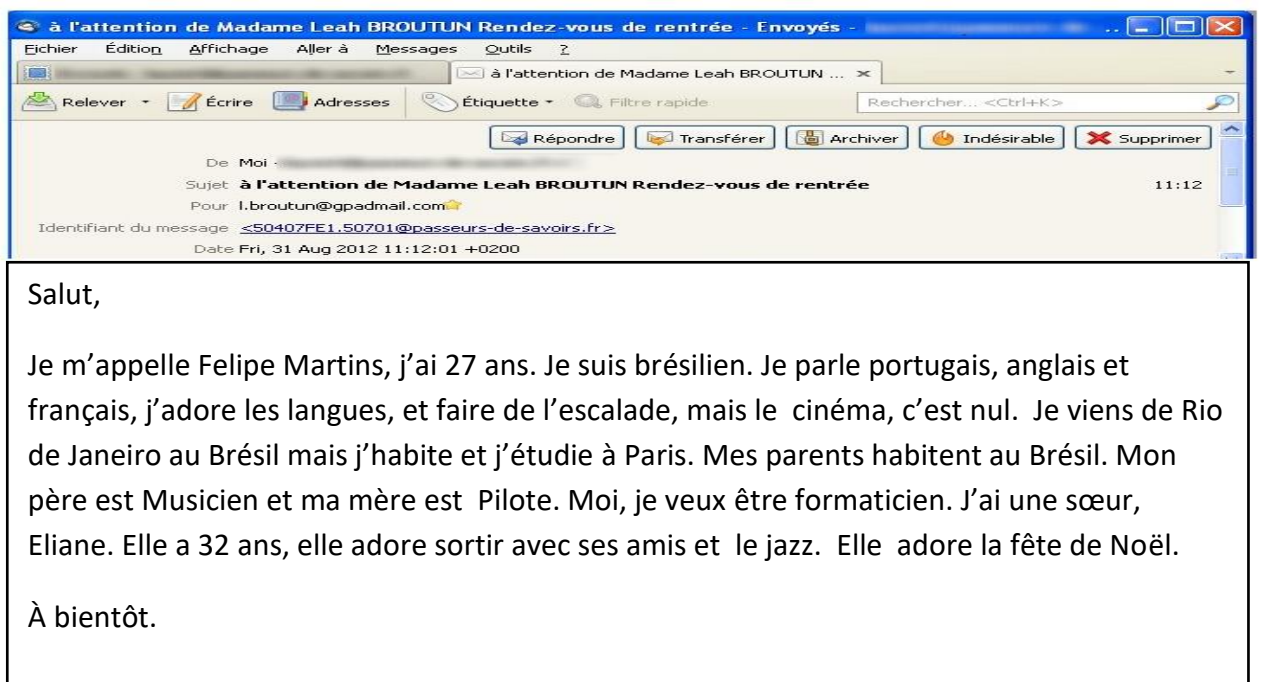 à l'attention de Madame Leah BROUTUN Rendez-vous de rentrée - Envoyés -
Fichier Édition Affichage Aller à Messages Outils ?
à l'attention de Madame Leah BROUTUN ...
Relever Écrire Adresses Étiquette Filtre rapide Rechercher... <Ctrl+K>
Répondre Transférer Archiver Indésirable Supprimer
De Moi
Sujet à l'attention de Madame Leah BROUTUN Rendez-vous de rentrée 11:12
Pour l.broutun@gpadmail.com
Identifiant du message <50407FE1.50701@passeurs-de-savoirs.fr>
Date Fri, 31 Aug 2012 11:12:01 +0200
Salut,
Je m'appelle Felipe Martins, j'ai 27 ans. Je suis brésilien. Je parle portugais, anglais et
français, j'adore les langues, et faire de l'escalade, mais le cinéma, c'est nul. Je viens de Rio
de Janeiro au Brésil mais j'habite et j'étudie à Paris. Mes parents habitent au Brésil. Mon
père est Musicien et ma mère est Pilote. Moi, je veux être formaticien. J'ai une sœur,
Eliane. Elle a 32 ans, elle adore sortir avec ses amis et le jazz. Elle adore la fête de Noël.
À bientôt.